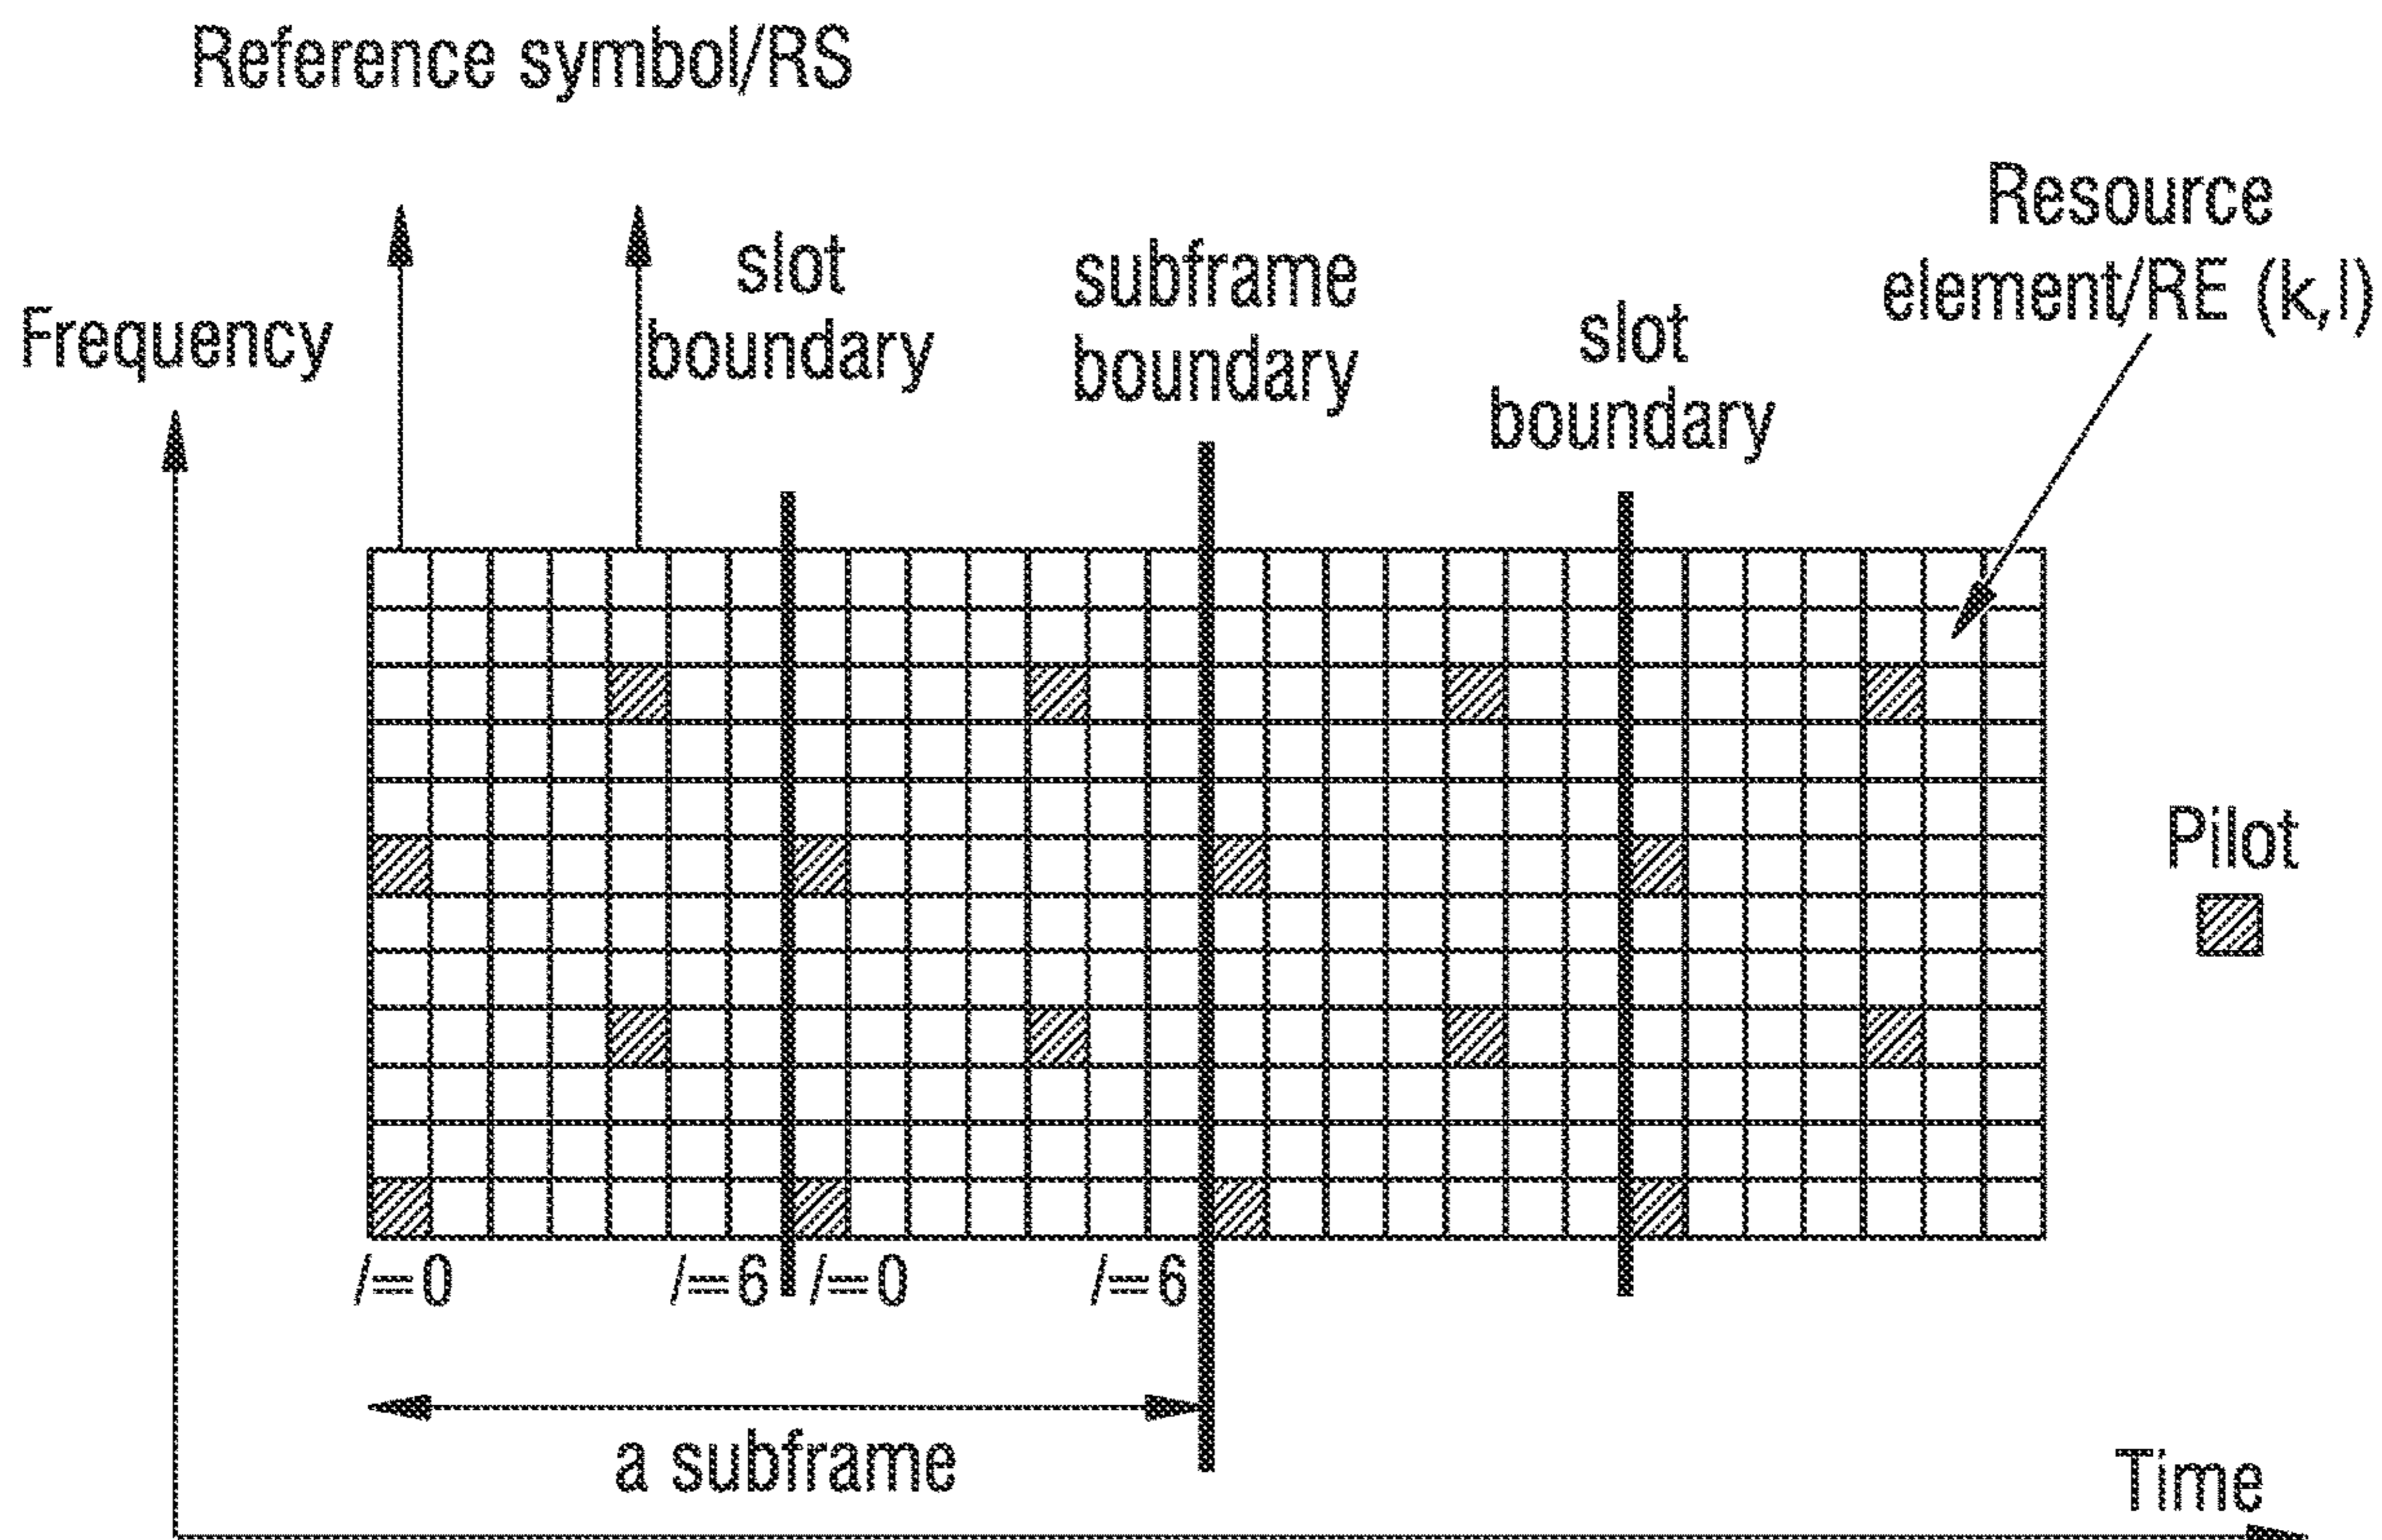 Reference symbol/RS
Resource
element/RE (k,l)
slot
boundary
subframe
boundary
slot
boundary
Frequency
Pilot
l=0
l=6
l=0
l=6
a subframe
Time